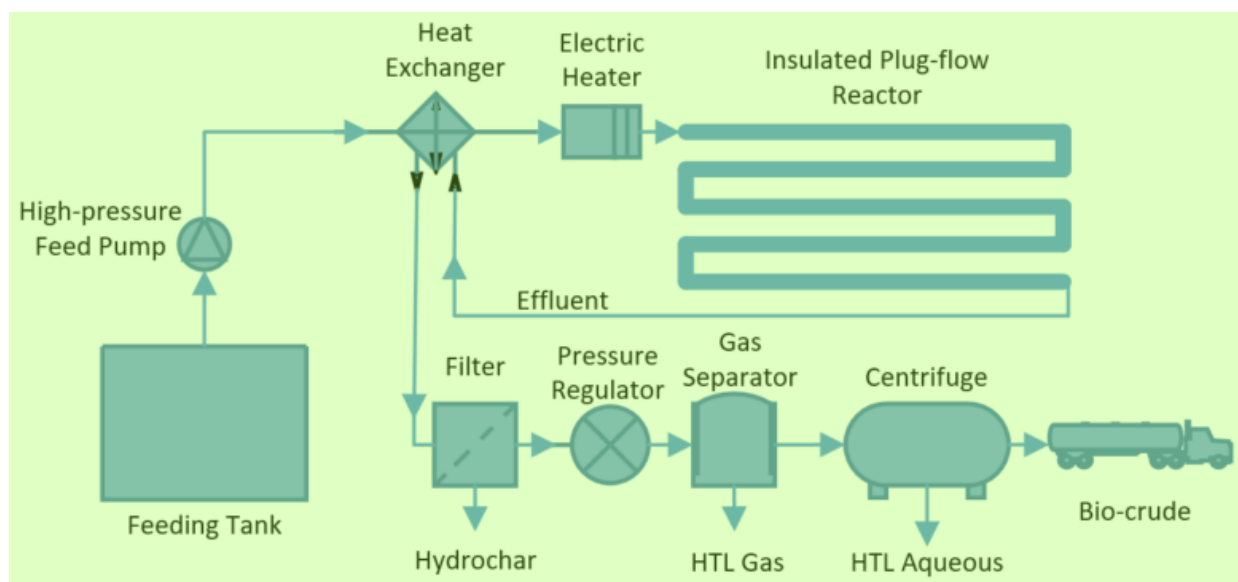 Heat
Exchanger
Electric
Heater
Insulated Plug-flow
Reactor
High-pressure
Feed Pump
Effluent
Feeding Tank
Filter
Pressure
Regulator
Gas
Separator
Centrifuge
Bio-crude
Hydrochar
HTL Gas
HTL Aqueous